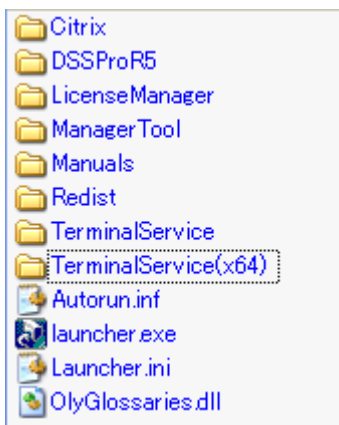 Citrix
DSSProR5
LicenseManager
ManagerTool
Manuals
Redist
TerminalService
TerminalService(x64)
Autorun.inf
launcher.exe
Launcher.ini
OlyGlossaries.dll